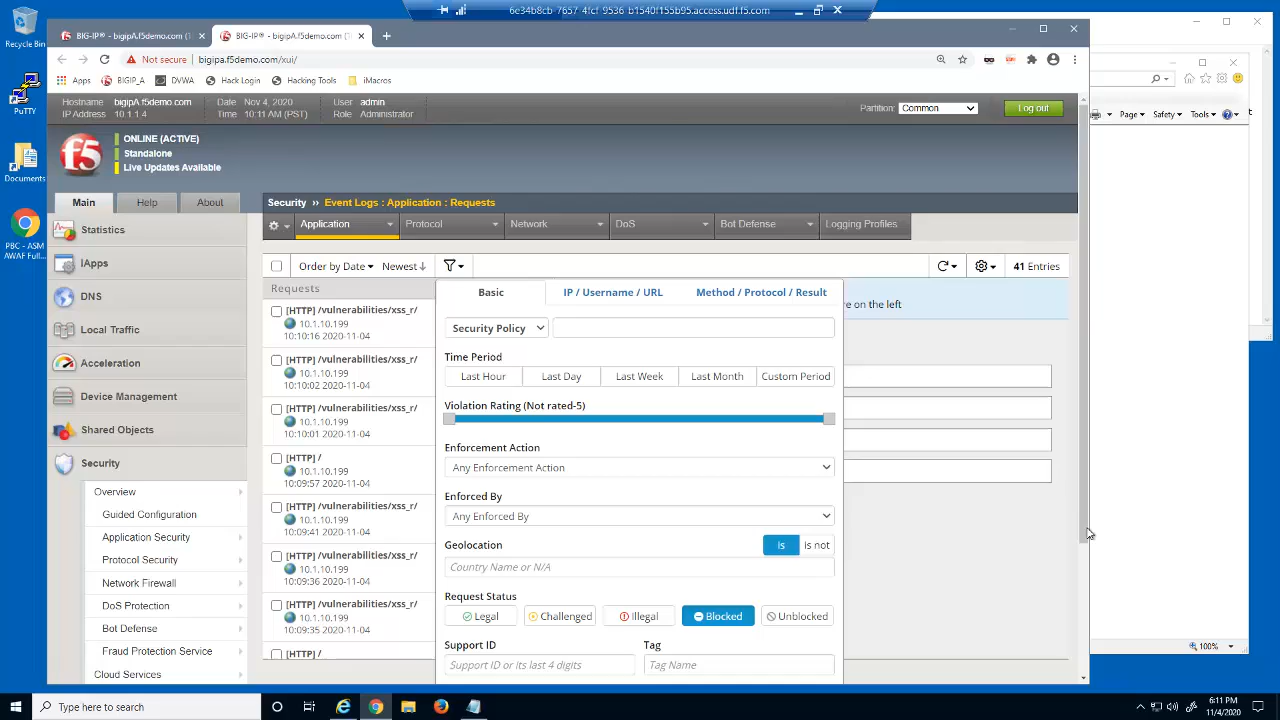 6e34b8cb-7657-4fcf-9536-b1540f155b95.access.udf.f5.com
Recycle Bin
PuTTY
Documents
PBC - ASM
AWAF Full...
BIG-IP® - bigipA.f5demo.com (1
BIG-IP® - bigipA.f5demo.com (1
Not secure
bigipa.f5demo.com/xui/
Apps
BIGIP_A
DVWA
Hack Login
Hacking Tools
iMacros
Hostname bigipA.f5demo.com
IP Address 10.1.1.4
Date Nov 4, 2020
Time 10:11 AM (PST)
User admin
Role Administrator
Partition: Common
Log out
f5
ONLINE (ACTIVE)
Standalone
Live Updates Available
Main
Help
About
Statistics
IApps
DNS
Local Traffic
Acceleration
Device Management
Shared Objects
Security
Overview
Guided Configuration
Application Security
Protocol Security
Network Firewall
DoS Protection
Bot Defense
Fraud Protection Service
Cloud Services
Security » Event Logs : Application : Requests
Application
Protocol
Network
DoS
Bot Defense
Logging Profiles
Order by Date
Newest
41 Entries
Requests
[HTTP] /vulnerabilities/xss_r/
10.1.10.199
10:10:16 2020-11-04
[HTTP] /vulnerabilities/xss_r/
10.1.10.199
10:10:02 2020-11-04
[HTTP] /vulnerabilities/xss_r/
10.1.10.199
10:10:01 2020-11-04
[HTTP] /
10.1.10.199
10:09:57 2020-11-04
[HTTP] /vulnerabilities/xss_r/
10.1.10.199
10:09:41 2020-11-04
[HTTP] /vulnerabilities/xss_r/
10.1.10.199
10:09:36 2020-11-04
[HTTP] /vulnerabilities/xss_r/
10.1.10.199
10:09:35 2020-11-04
[HTTP] /
Basic
IP / Username / URL
Method / Protocol / Result
re on the left
Security Policy
Time Period
Last Hour
Last Day
Last Week
Last Month
Custom Period
Violation Rating (Not rated-5)
Enforcement Action
Any Enforcement Action
Enforced By
Any Enforced By
Geolocation
is
is not
Country Name or N/A
Request Status
Legal
Challenged
Illegal
Blocked
Unblocked
Support ID
Tag
Support ID or its last 4 digits
Tag Name
Page
Safety
Tools
100%
Type here to search
6:11 PM
11/4/2020